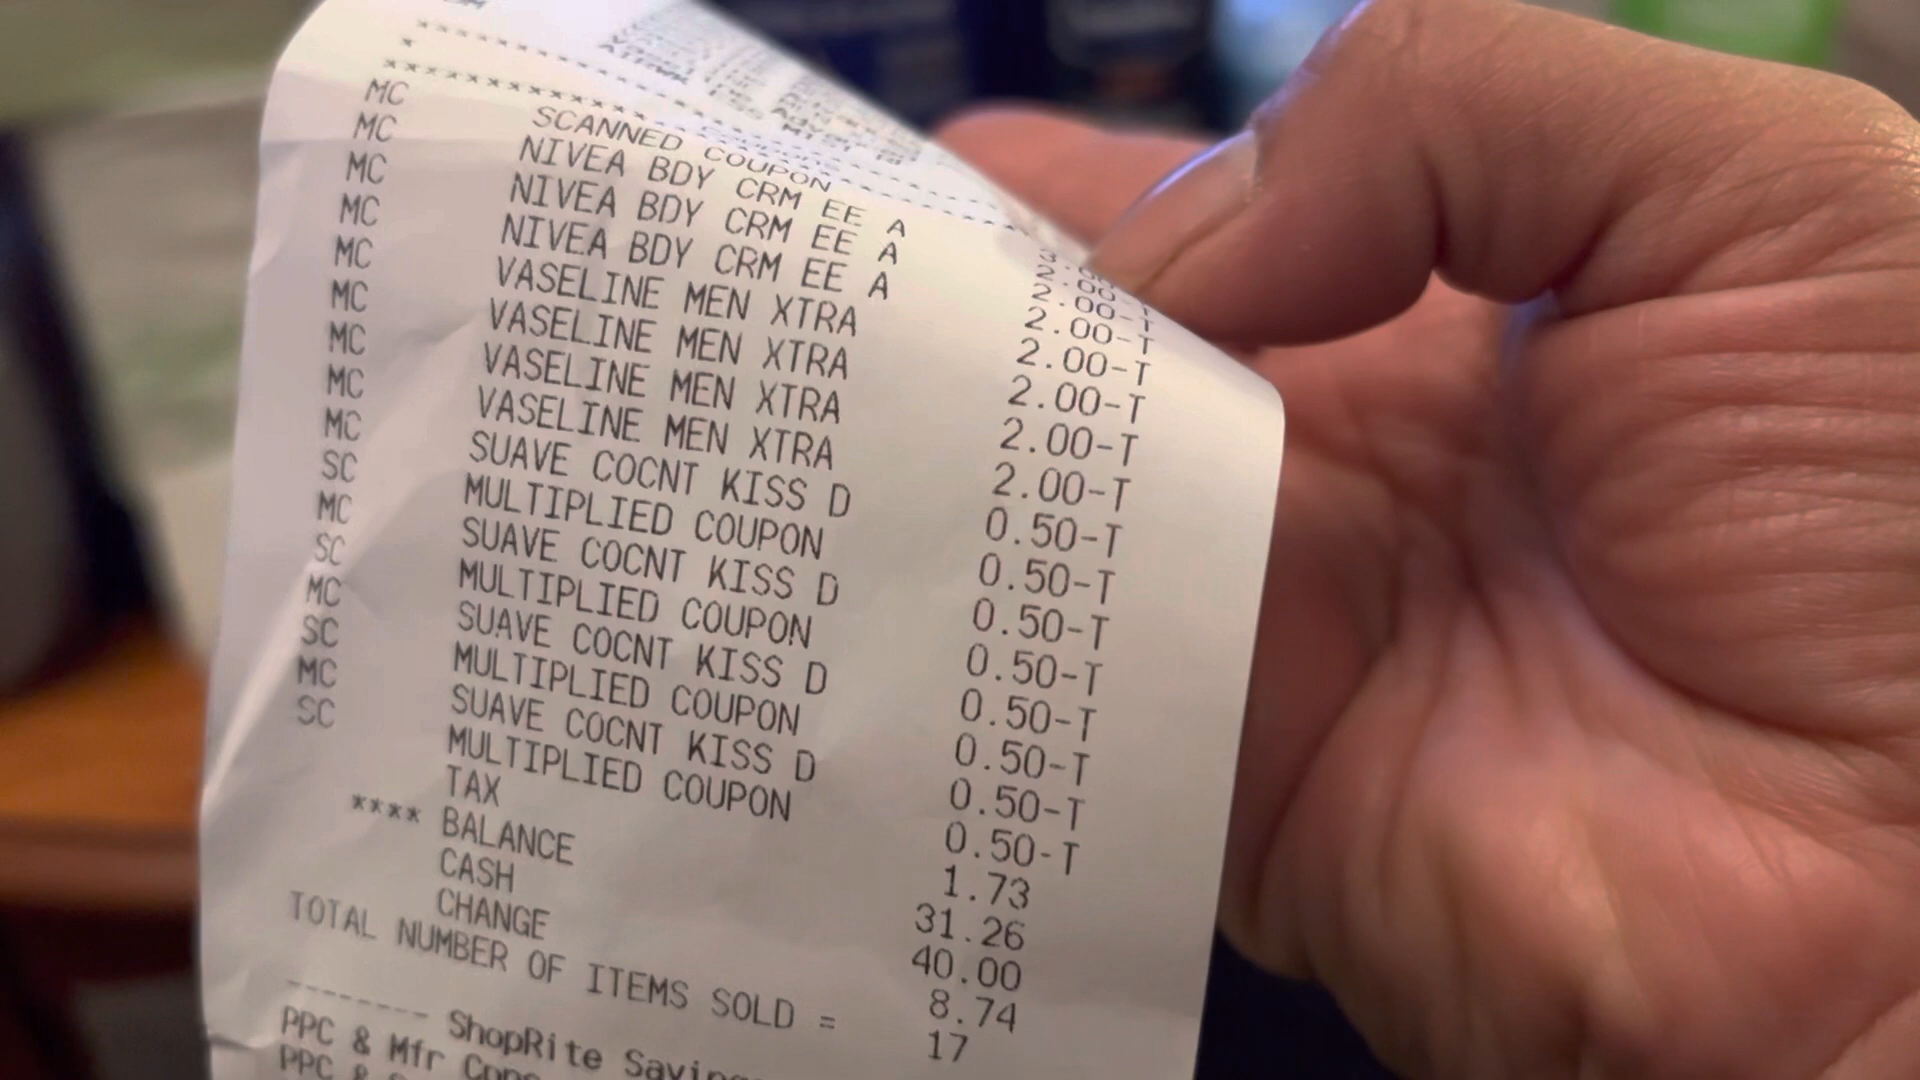 *
*************
MC SCANNED COUPON
MC NIVEA BDY CRM EE A 2.00
MC NIVEA BDY CRM EE A 2.00-T
MC NIVEA BDY CRM EE A 2.00-T
MC VASELINE MEN XTRA 2.00-T
MC VASELINE MEN XTRA 2.00-T
MC VASELINE MEN XTRA 2.00-T
MC VASELINE MEN XTRA 2.00-T
MC SUAVE COCNT KISS D 0.50-T
SC MULTIPLIED COUPON 0.50-T
MC SUAVE COCNT KISS D 0.50-T
SC MULTIPLIED COUPON 0.50-T
MC SUAVE COCNT KISS D 0.50-T
SC MULTIPLIED COUPON 0.50-T
MC SUAVE COCNT KISS D 0.50-T
SC MULTIPLIED COUPON 0.50-T
TAX 1.73
**** BALANCE 31.26
CASH 40.00
CHANGE 8.74
TOTAL NUMBER OF ITEMS SOLD = 17
------- ShopRite
PPC & Mfr
PPC &